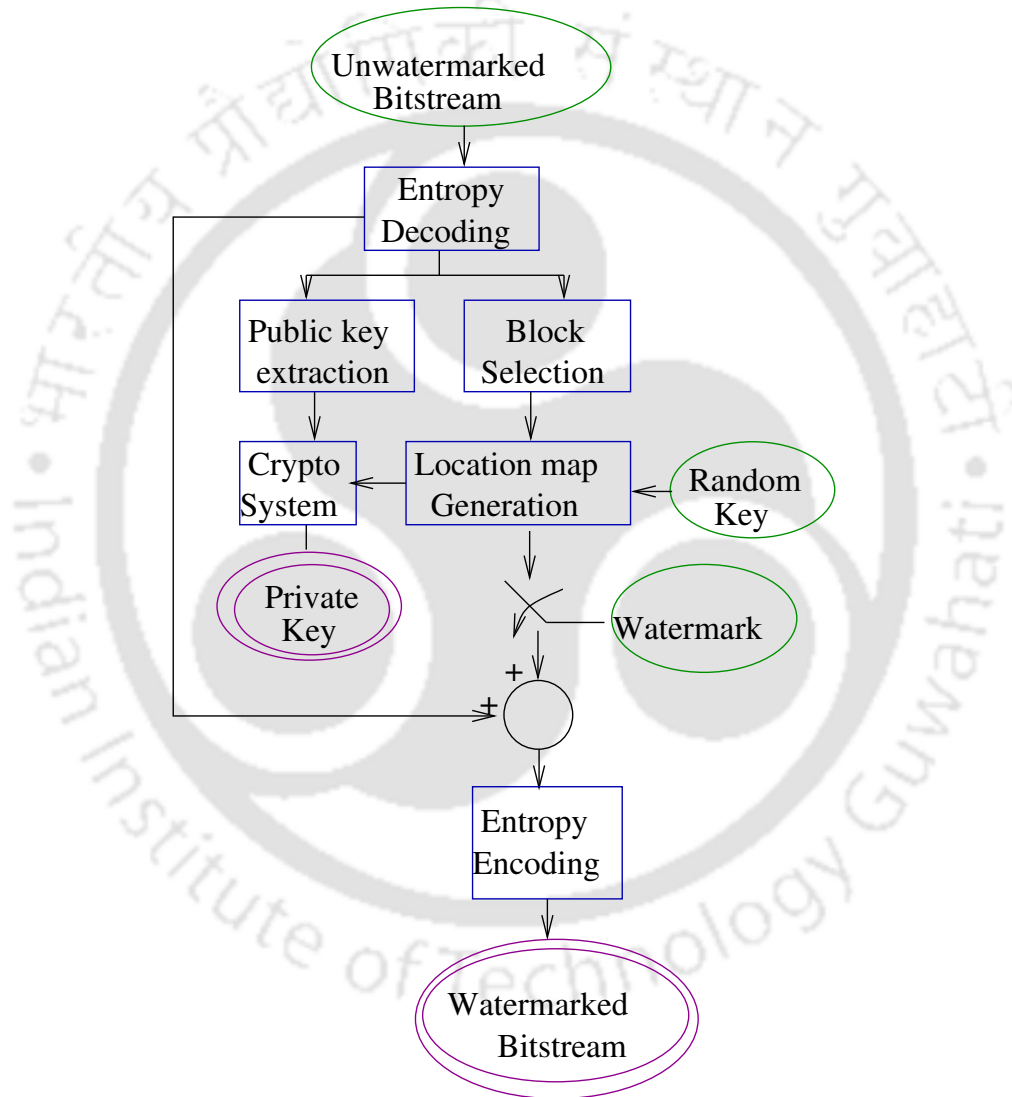 Unwatermarked
Bitstream
Entropy
Decoding
Public key
extraction
Block
Selection
Crypto
System
Location map
Generation
Random
Key
Private
Key
Watermark
+
+
Entropy
Encoding
Watermarked
Bitstream
भारतीय प्रौद्योगिकी संस्थान गुवाहाटी
Indian Institute of Technology Guwahati